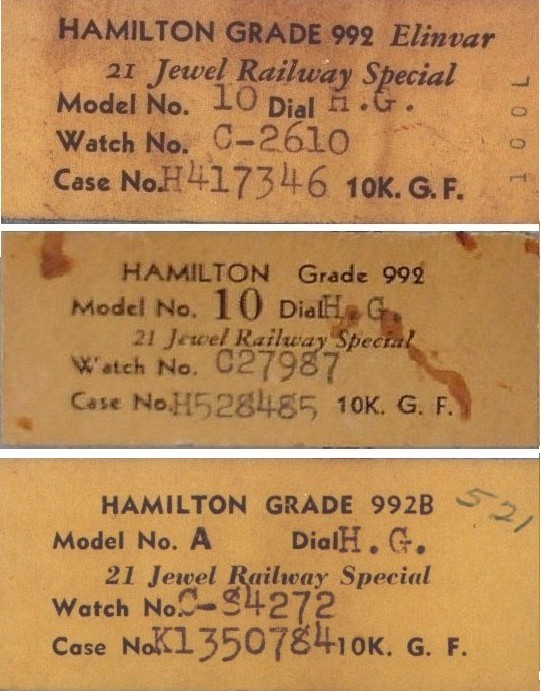 HAMILTON GRADE 992 Elinvar
21 Jewel Railway Special
Model No. 10 Dial H.G.
Watch No. C-2610
Case No. H417346 10K. G. F.
100L
HAMILTON Grade 992
Model No. 10 Dial H.G.
21 Jewel Railway Special
Watch No. C27987
Case No. H528485 10K. G. F.
HAMILTON GRADE 992B
521
Model No. A Dial H.G.
21 Jewel Railway Special
Watch No. C-S4272
Case No. K1350784 10K. G. F.